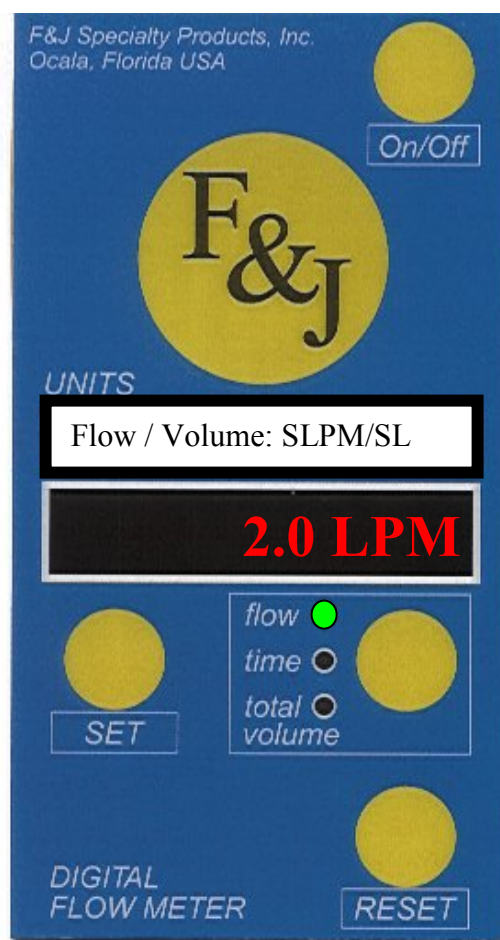 F&J Specialty Products, Inc.
Ocala, Florida USA
On/Off
F&J
UNITS
Flow / Volume: SLPM/SL
2.0 LPM
flow
time
total
volume
SET
DIGITAL
FLOW METER
RESET